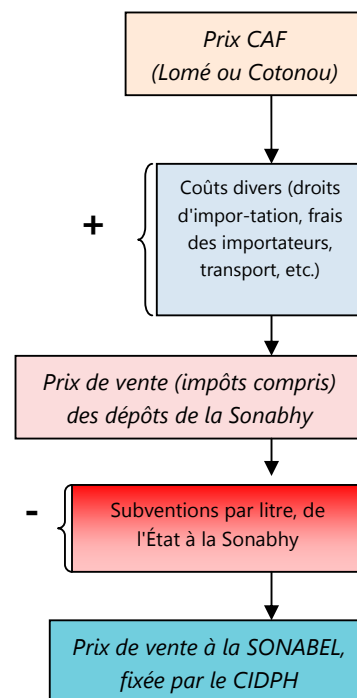 Prix CAF
(Lomé ou Cotonou)
+
Coûts divers (droits
d'impor-tation, frais
des importateurs,
transport, etc.)
Prix de vente (impôts compris)
des dépôts de la Sonabhy
-
Subventions par litre, de
l'État à la Sonabhy
Prix de vente à la SONABEL,
fixée par le CIDPH